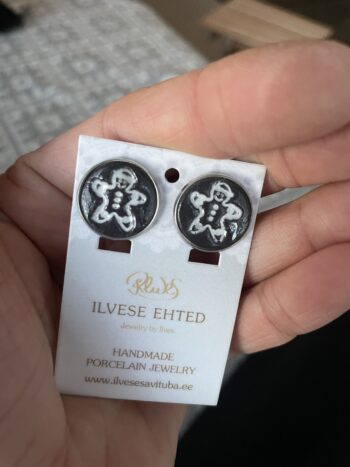 ILVESE EHTED
Jewelry by Ilves
HANDMADE
PORCELAIN JEWELRY
www.ilvesesavituba.ee